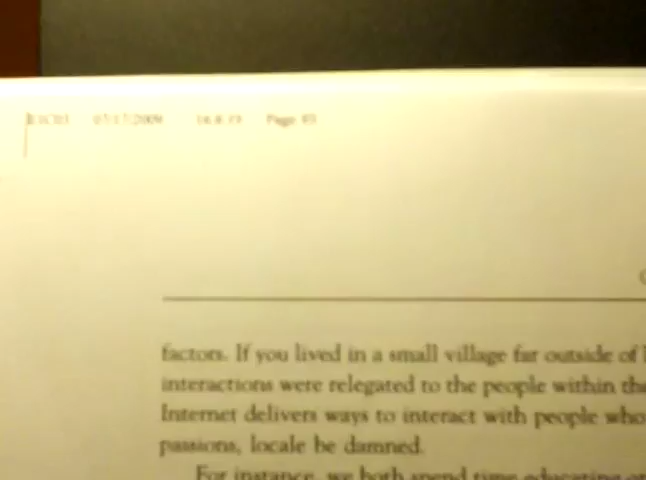 07/17/2009 Page 93
factors. If you lived in a small village far outside of
interactions were relegated to the people within the
Internet delivers ways to interact with people who
passions, locale be damned.
For instance, we both spend time educating